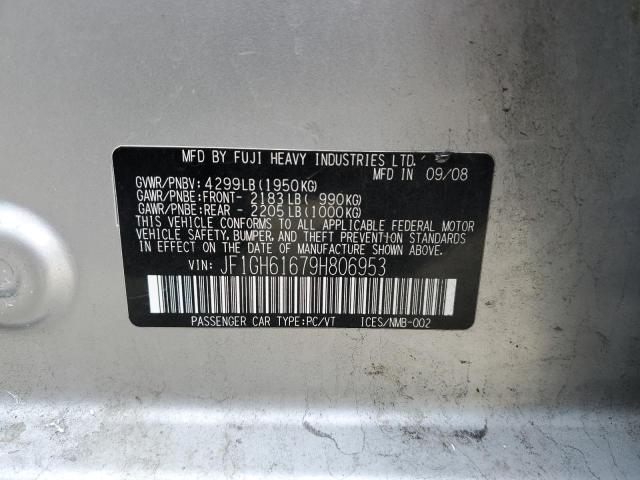 MFD BY FUJI HEAVY INDUSTRIES LTD.
MFD IN 09/08
GVWR/PNBV: 4299LB(1950KG)
GAWR/PNBE:FRONT- 2183LB( 990KG)
GAWR/PNBE:REAR - 2205LB(1000KG)
THIS VEHICLE CONFORMS TO ALL APPLICABLE FEDERAL MOTOR
VEHICLE SAFETY, BUMPER, AND THEFT PREVENTION STANDARDS
IN EFFECT ON THE DATE OF MANUFACTURE SHOWN ABOVE.
VIN: JF1GH61679H806953
PASSENGER CAR TYPE:PC/VT ICES/NMB-002